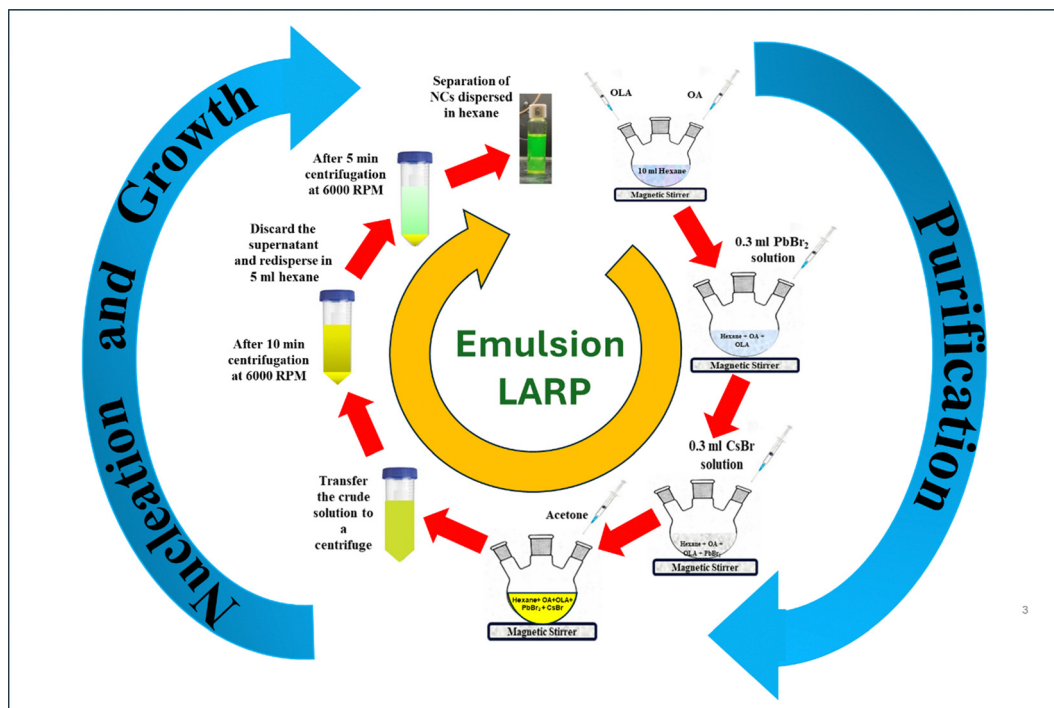 Nucleation and Growth
Purification
Emulsion
LARP
OLA
OA
10 ml Hexane
Magnetic Stirrer
0.3 ml PbBr₂
solution
Hexane + OA +
OLA
Magnetic Stirrer
0.3 ml CsBr
solution
Hexane + OA +
OLA + PbBr₂
Magnetic Stirrer
Acetone
Hexane+ OA+OLA+
PbBr₂ + CsBr
Magnetic Stirrer
Transfer
the crude
solution to
a
centrifuge
After 10 min
centrifugation
at 6000 RPM
Discard the
supernatant
and redisperse in
5 ml hexane
After 5 min
centrifugation
at 6000 RPM
Separation of
NCs dispersed
in hexane
3